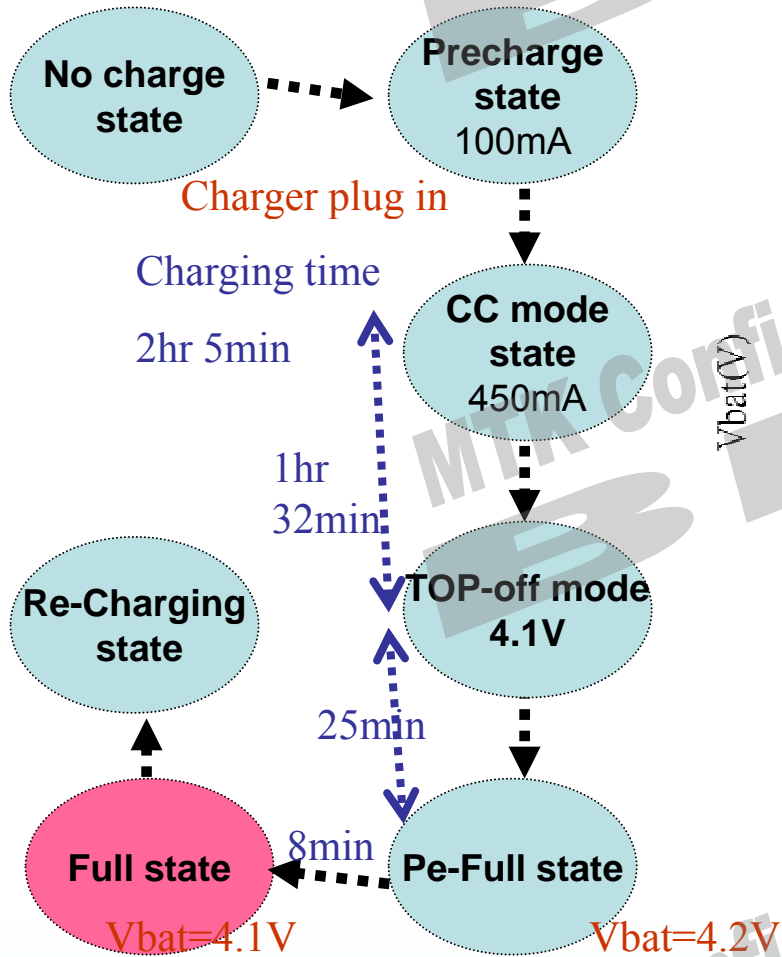 No charge
state
Precharge
state
100mA
Charger plug in
Charging time
2hr 5min
CC mode
state
450mA
Vbat(V)
MTK Confi
1hr
32min
TOP-off mode
4.1V
Re-Charging
state
25min
Full state
8min
Pe-Full state
Vbat=4.1V
Vbat=4.2V